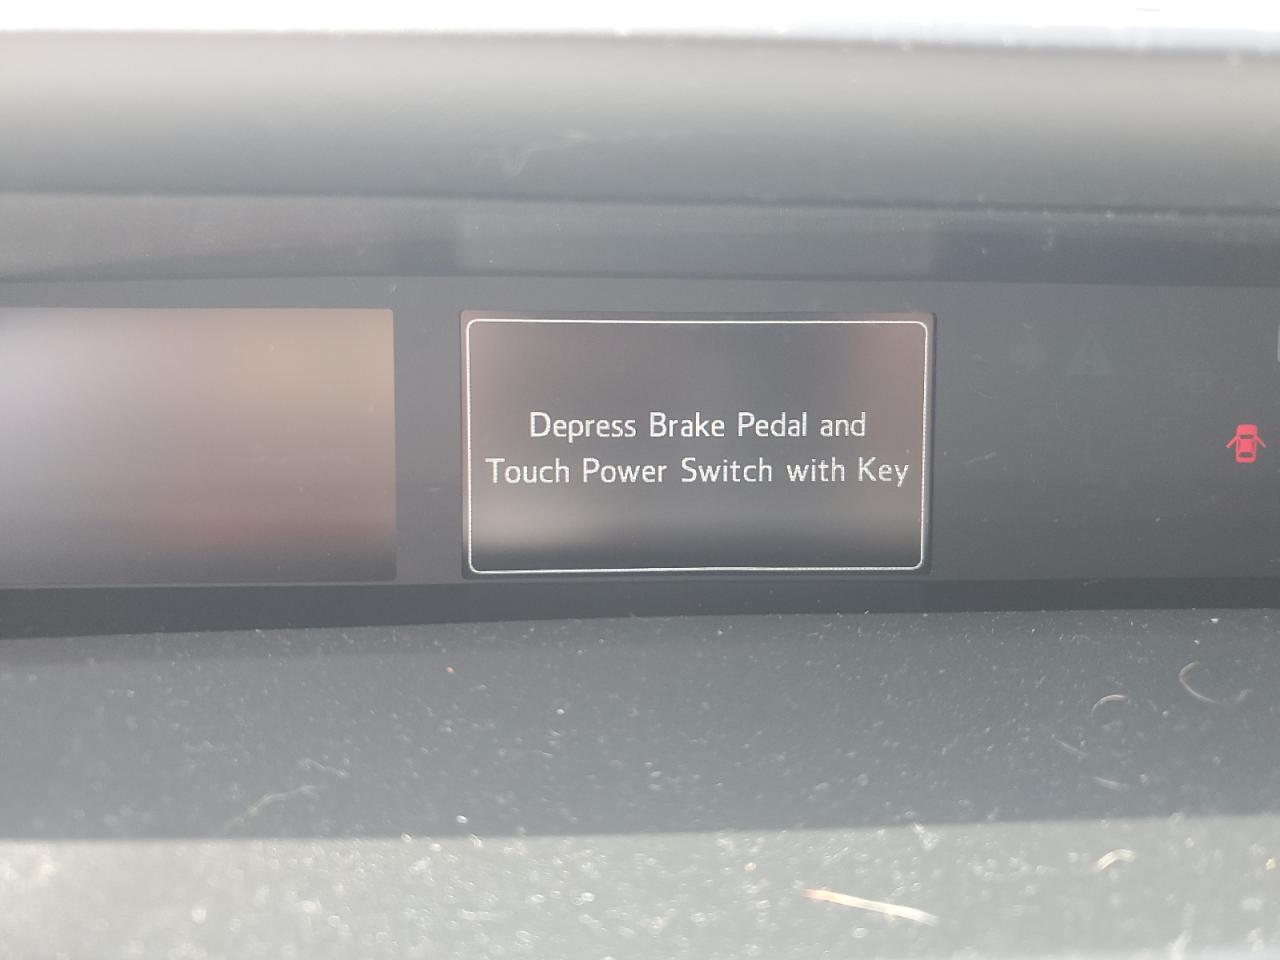 Depress Brake Pedal and
Touch Power Switch with Key